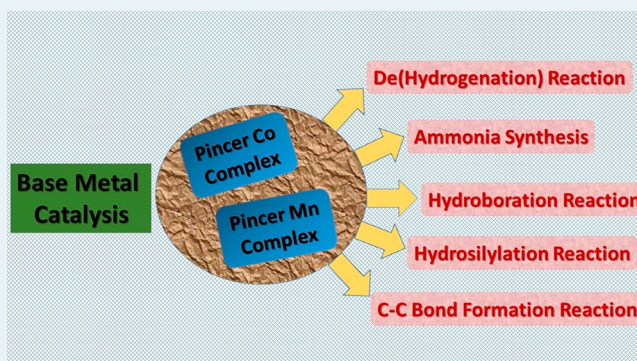 De(Hydrogenation) Reaction
Pincer Co
Complex
Ammonia Synthesis
Base Metal
Catalysis
Hydroboration Reaction
Pincer Mn
Complex
Hydrosilylation Reaction
C-C Bond Formation Reaction